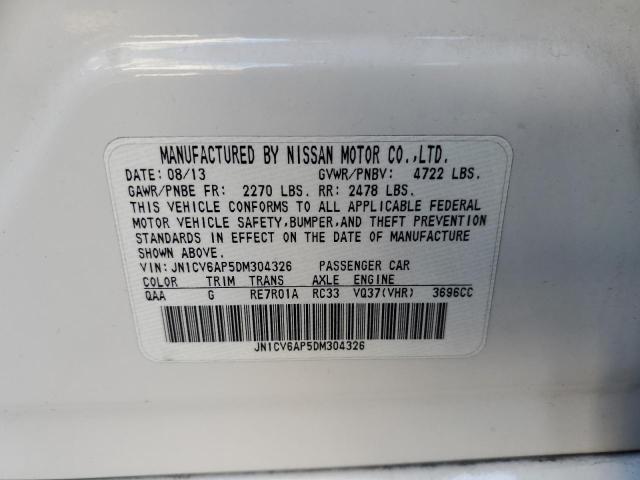 MANUFACTURED BY NISSAN MOTOR CO.,LTD.
DATE: 08/13 GVWR/PNBV: 4722 LBS.
GAWR/PNBE FR: 2270 LBS. RR: 2478 LBS.
THIS VEHICLE CONFORMS TO ALL APPLICABLE FEDERAL
MOTOR VEHICLE SAFETY, BUMPER, AND THEFT PREVENTION
STANDARDS IN EFFECT ON THE DATE OF MANUFACTURE
SHOWN ABOVE.
VIN: JN1CV6AP5DM304326 PASSENGER CAR
COLOR TRIM TRANS AXLE ENGINE
QAA G RE7R01A RC33 VQ37(VHR) 3696CC
JN1CV6AP5DM304326